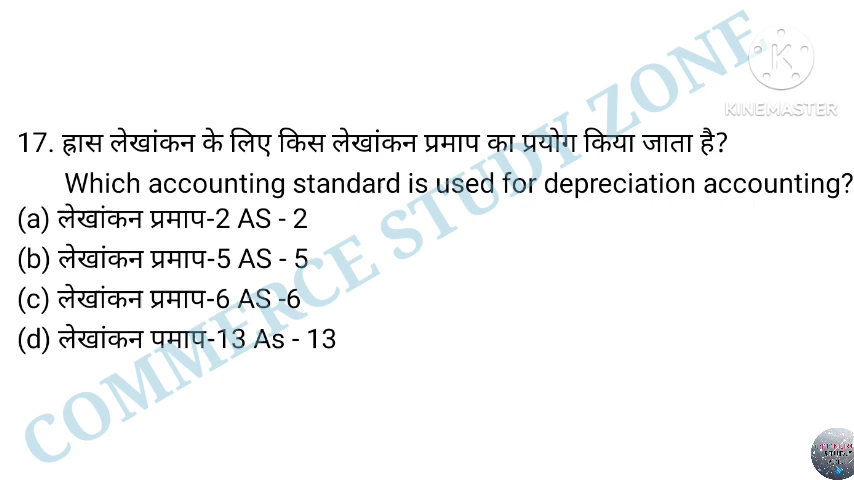 COMMERCE STUDY ZONE
KINEMASTER
17. ह्रास लेखांकन के लिए किस लेखांकन प्रमाप का प्रयोग किया जाता है?
Which accounting standard is used for depreciation accounting?
(a) लेखांकन प्रमाप-2 AS - 2
(b) लेखांकन प्रमाप-5 AS - 5
(c) लेखांकन प्रमाप-6 AS -6
(d) लेखांकन पमाप-13 As - 13